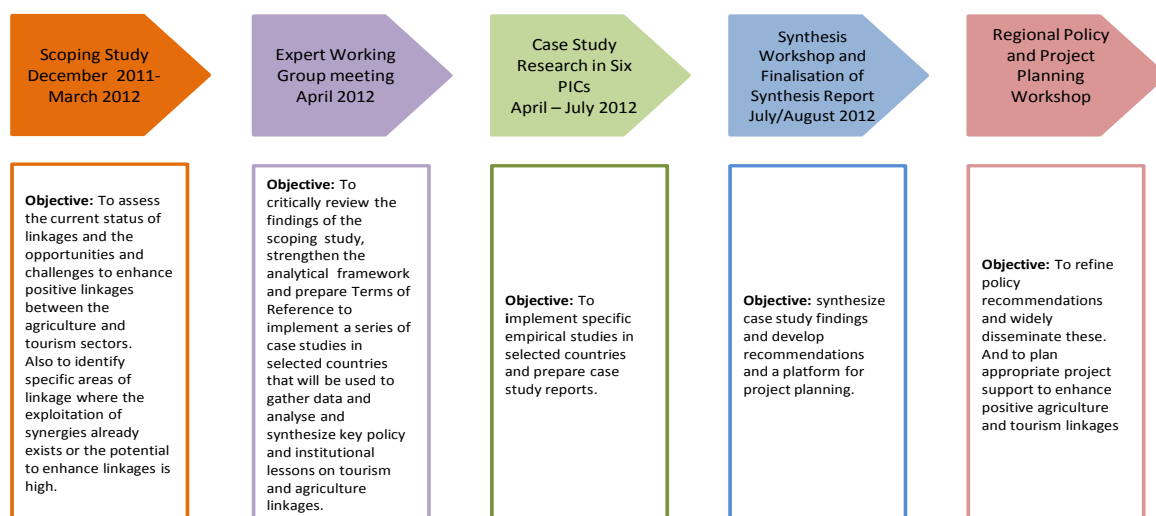 Scoping Study
December 2011-
March 2012
Expert Working
Group meeting
April 2012
Case Study
Research in Six
PICs
April – July 2012
Synthesis
Workshop and
Finalisation of
Synthesis Report
July/August 2012
Regional Policy
and Project
Planning
Workshop
Objective: To assess
the current status of
linkages and the
opportunities and
challenges to enhance
positive linkages
between the
agriculture and
tourism sectors.
Also to identify
specific areas of
linkage where the
exploitation of
synergies already
exists or the potential
to enhance linkages is
high.
Objective: To
critically review the
findings of the
scoping study,
strengthen the
analytical framework
and prepare Terms of
Reference to
implement a series of
case studies in
selected countries
that will be used to
gather data and
analyse and
synthesize key policy
and institutional
lessons on tourism
and agriculture
linkages.
Objective: To
implement specific
empirical studies in
selected countries
and prepare case
study reports.
Objective: synthesize
case study findings
and develop
recommendations
and a platform for
project planning.
Objective: To refine
policy
recommendations
and widely
disseminate these.
And to plan
appropriate project
support to enhance
positive agriculture
and tourism linkages